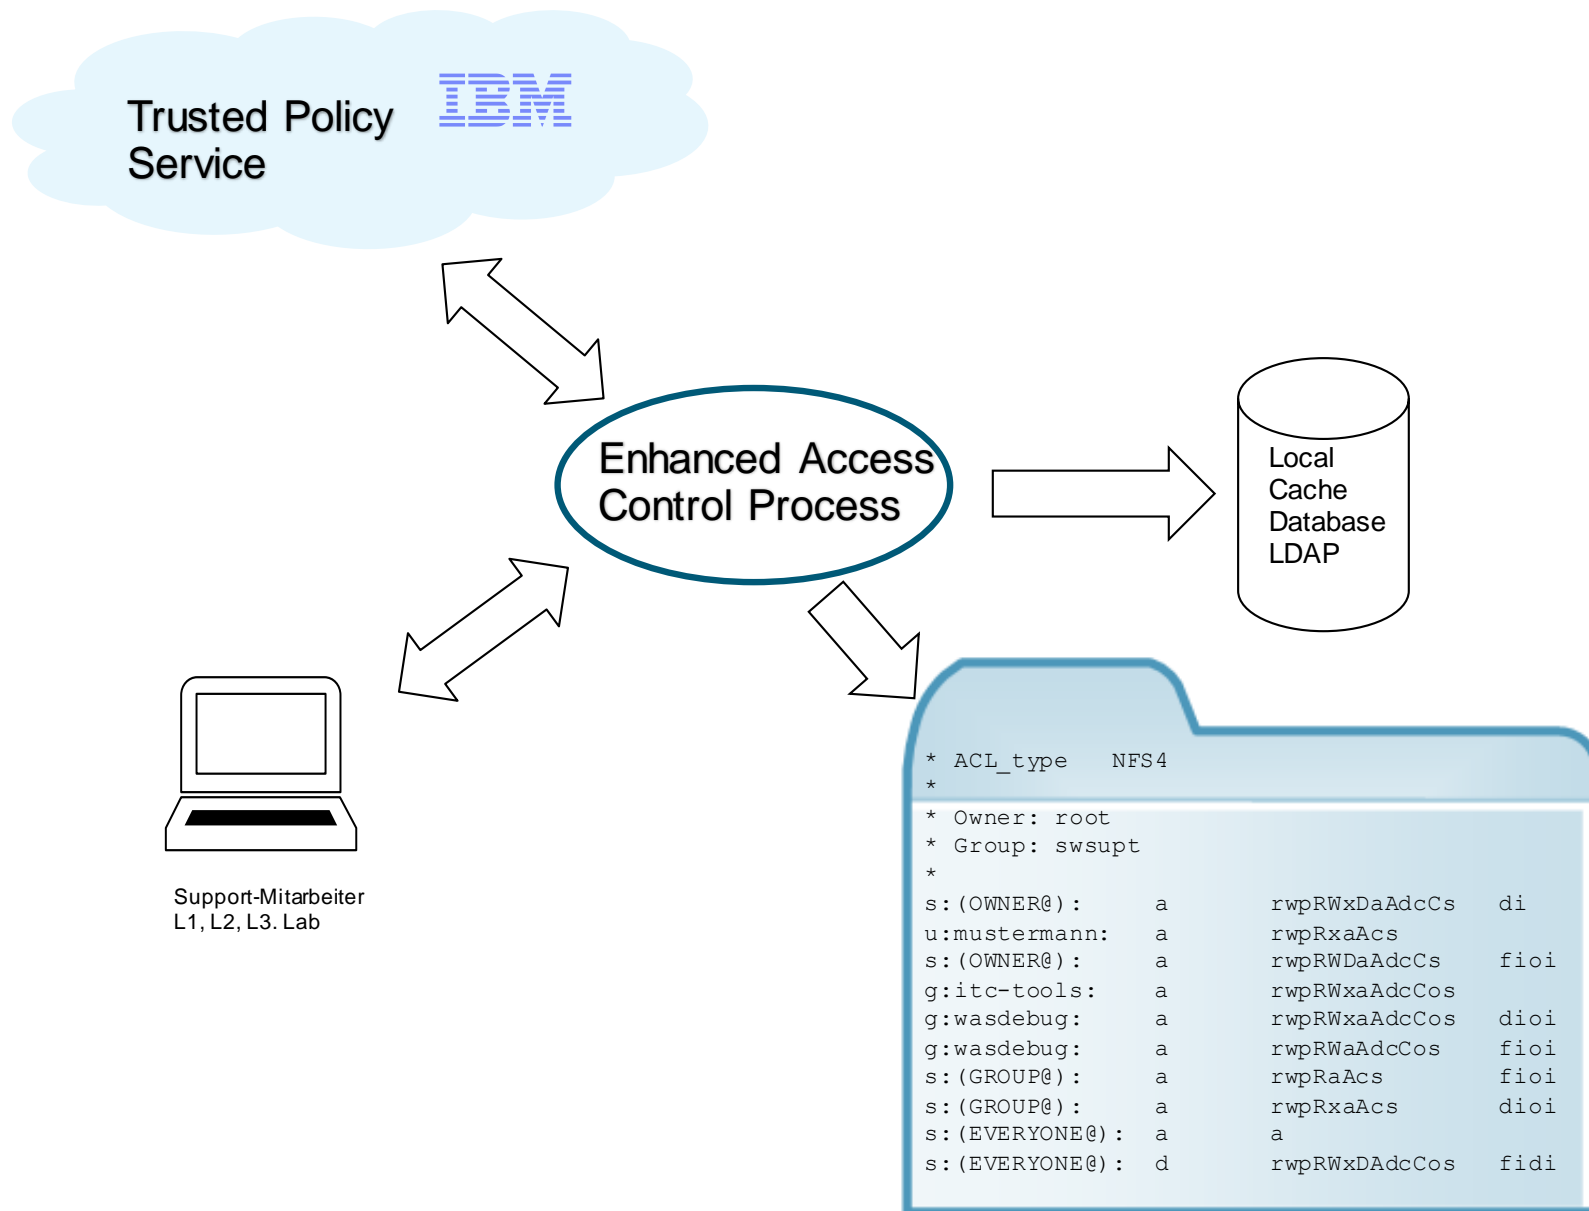 Trusted Policy
Service
IBM
Enhanced Access
Control Process
Local
Cache
Database
LDAP
Support-Mitarbeiter
L1, L2, L3. Lab
* ACL_type NFS4
*
* Owner: root
* Group: swsupt
*
s:(OWNER@): a rwpRWxDaAdcCs di
u:mustermann: a rwpRxaAcs
s:(OWNER@): a rwpRWDaAdcCs fioi
g:itc-tools: a rwpRWxaAdcCos
g:wasdebug: a rwpRWxaAdcCos dioi
g:wasdebug: a rwpRWaAdcCos fioi
s:(GROUP@): a rwpRaAcs fioi
s:(GROUP@): a rwpRxaAcs dioi
s:(EVERYONE@): a a
s:(EVERYONE@): d rwpRWxDAdcCos fidi